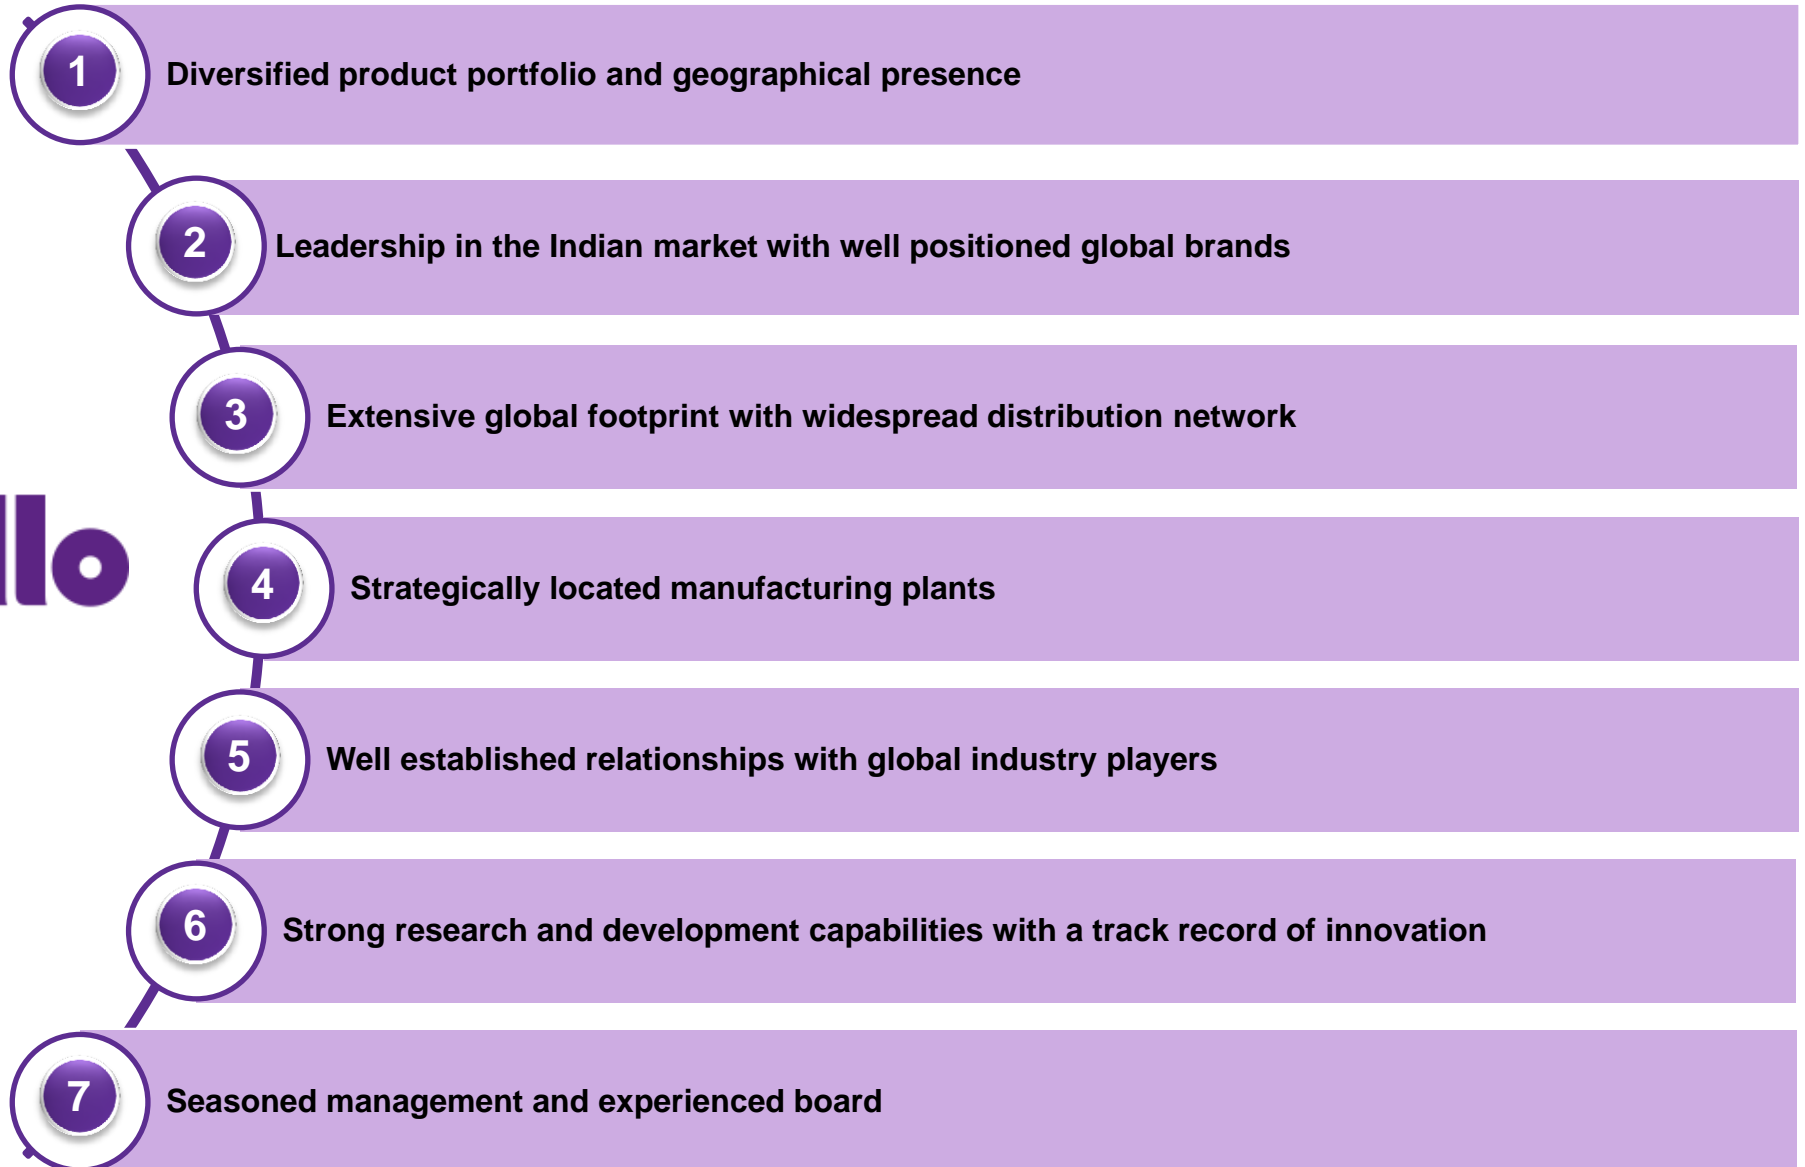 1
Diversified product portfolio and geographical presence
2
Leadership in the Indian market with well positioned global brands
3
Extensive global footprint with widespread distribution network
llo
4
Strategically located manufacturing plants
5
Well established relationships with global industry players
6
Strong research and development capabilities with a track record of innovation
7
Seasoned management and experienced board